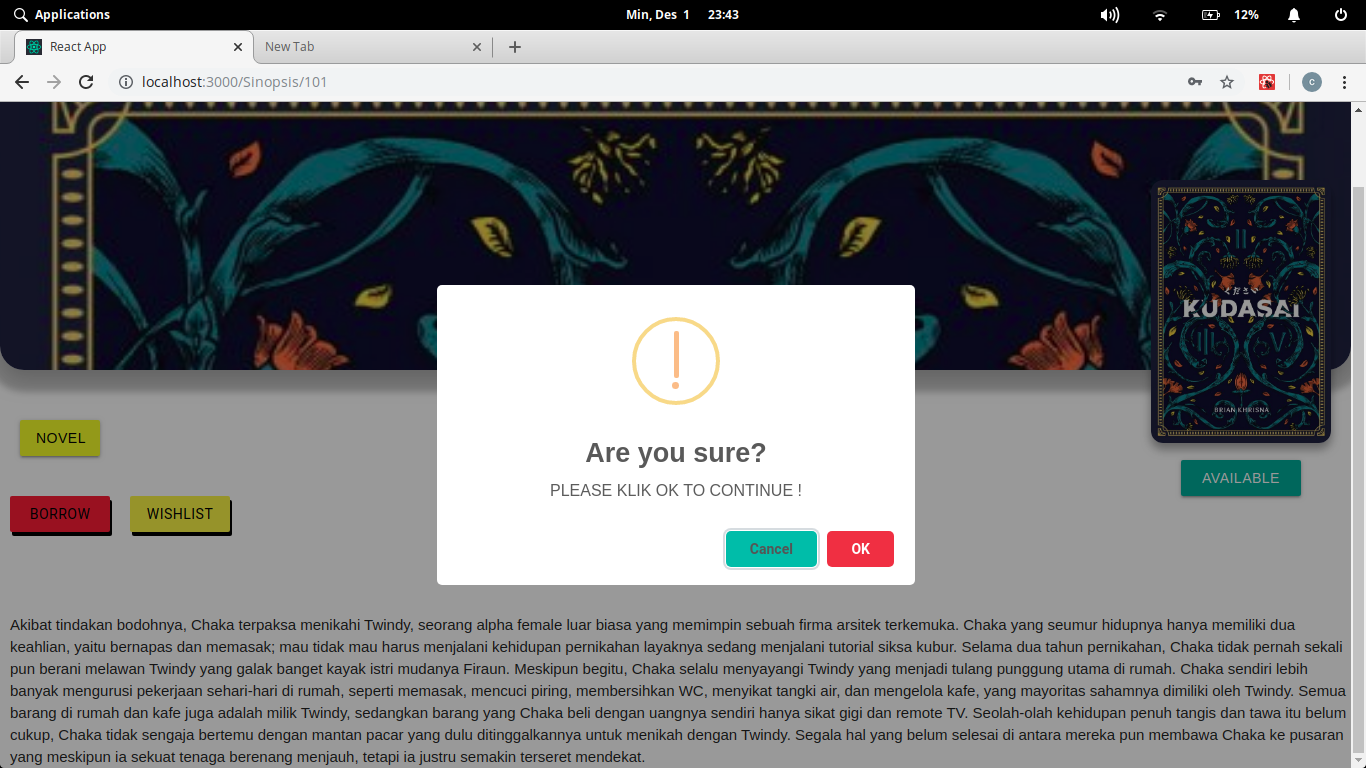 Applications
Min, Des 1 23:43
12%
React App
New Tab
localhost:3000/Sinopsis/101
C
ください
KUDASAI
BRIAN KHRISNA
Are you sure?
PLEASE KLIK OK TO CONTINUE !
Cancel
OK
NOVEL
AVAILABLE
BORROW
WISHLIST
Akibat tindakan bodohnya, Chaka terpaksa menikahi Twindy, seorang alpha female luar biasa yang memimpin sebuah firma arsitek terkemuka. Chaka yang seumur hidupnya hanya memiliki dua
keahlian, yaitu bernapas dan memasak; mau tidak mau harus menjalani kehidupan pernikahan layaknya sedang menjalani tutorial siksa kubur. Selama dua tahun pernikahan, Chaka tidak pernah sekali
pun berani melawan Twindy yang galak banget kayak istri mudanya Firaun. Meskipun begitu, Chaka selalu menyayangi Twindy yang menjadi tulang punggung utama di rumah. Chaka sendiri lebih
banyak mengurusi pekerjaan sehari-hari di rumah, seperti memasak, mencuci piring, membersihkan WC, menyikat tangki air, dan mengelola kafe, yang mayoritas sahamnya dimiliki oleh Twindy. Semua
barang di rumah dan kafe juga adalah milik Twindy, sedangkan barang yang Chaka beli dengan uangnya sendiri hanya sikat gigi dan remote TV. Seolah-olah kehidupan penuh tangis dan tawa itu belum
cukup, Chaka tidak sengaja bertemu dengan mantan pacar yang dulu ditinggalkannya untuk menikah dengan Twindy. Segala hal yang belum selesai di antara mereka pun membawa Chaka ke pusaran
yang meskipun ia sekuat tenaga berenang menjauh, tetapi ia justru semakin terseret mendekat.